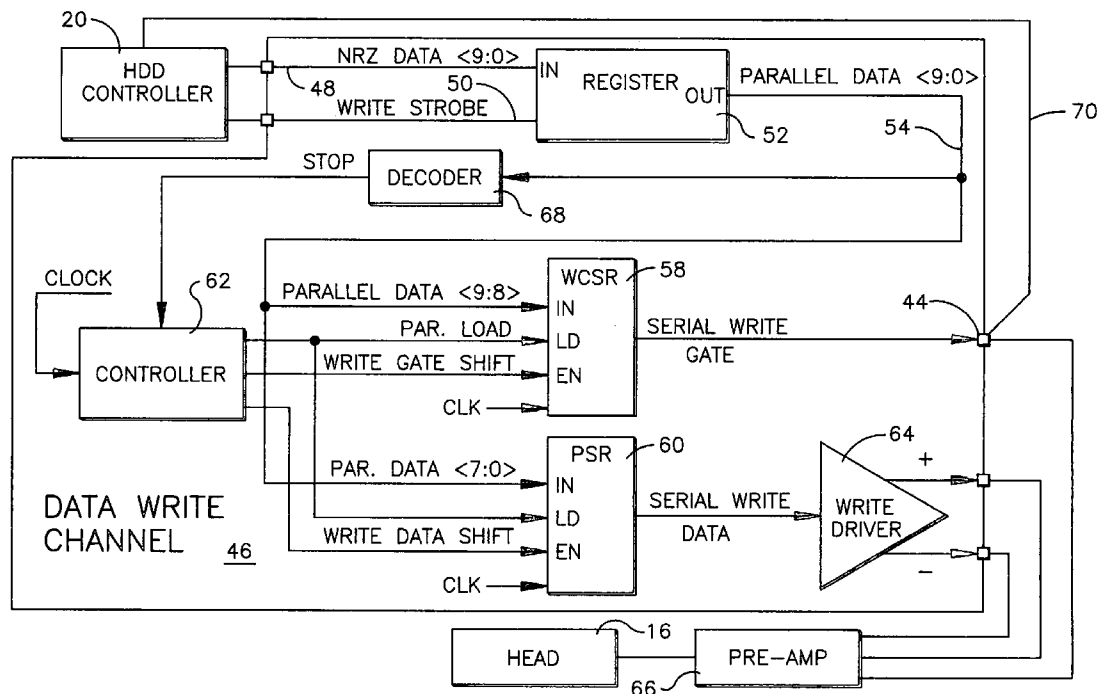 20
HDD
CONTROLLER
NRZ DATA <9:0>
48
50
WRITE STROBE
IN
REGISTER
OUT
52
PARALLEL DATA <9:0>
54
70
STOP
DECODER
68
CLOCK
62
CONTROLLER
PARALLEL DATA <9:8>
PAR. LOAD
WRITE GATE SHIFT
CLK
WCSR
IN
LD
EN
58
SERIAL WRITE
GATE
44
PAR. DATA <7:0>
WRITE DATA SHIFT
CLK
PSR
IN
LD
EN
60
SERIAL WRITE
DATA
64
WRITE
DRIVER
+
−
DATA WRITE
CHANNEL
46
16
HEAD
PRE-AMP
66